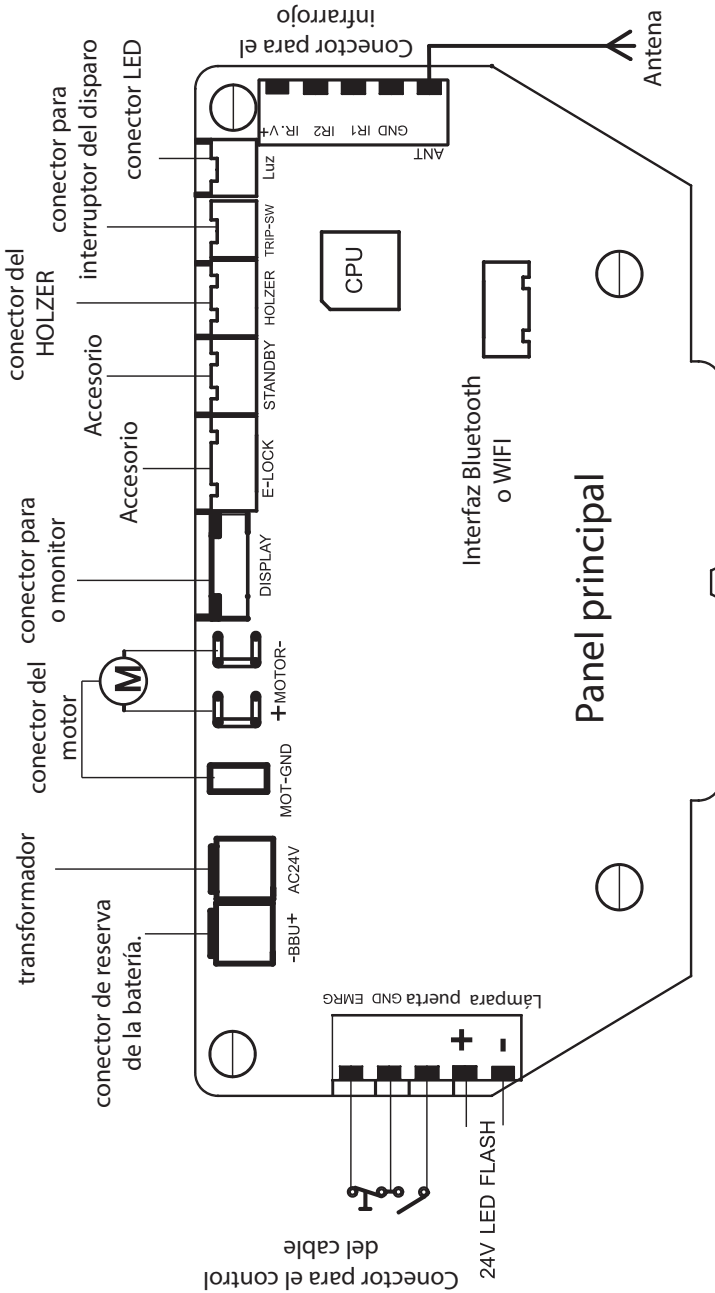 Conector para el
infrarrojo
conector LED
conector para
interruptor del disparo
conector del
HOLZER
Accesorio
Accesorio
conector para
o monitor
conector del
motor
M
transformador
conector de reserva
de la batería.
Luz
TRIP-SW
HOLZER
STANDBY
E-LOCK
DISPLAY
+MOTOR-
MOT-GND
AC24V
-BBU+
IR.V+
IR2
IR1
GND
ANT
Antena
CPU
Interfaz Bluetooth
o WIFI
Panel principal
EMRG
GND
puerta
Lámpara
+
-
24V LED FLASH
Conector para el control
del cable